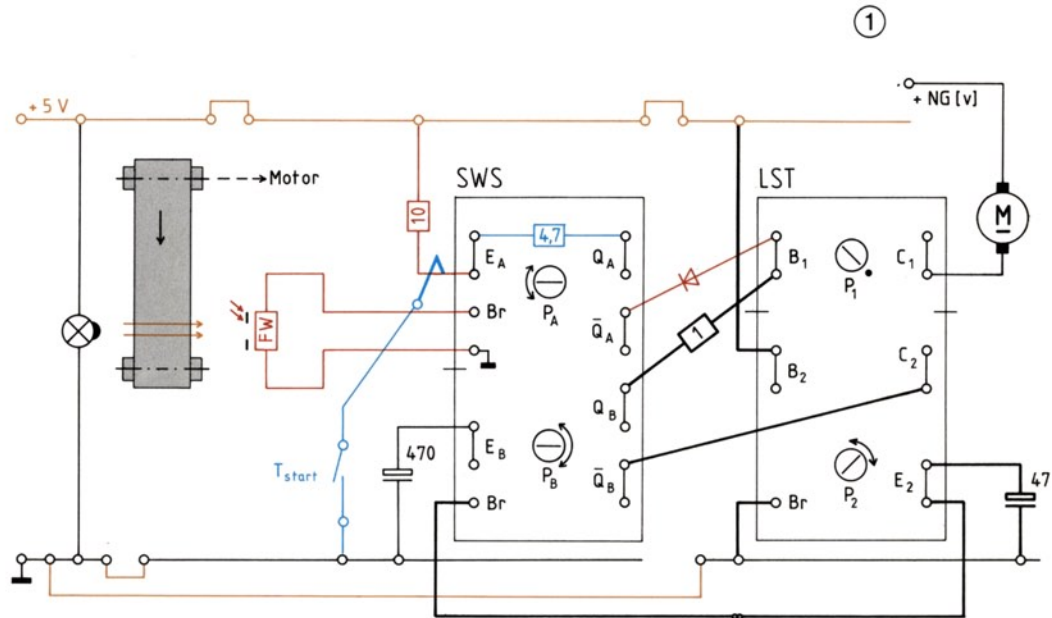 1
+ 5 V
+ NG [v]
Motor
SWS
LST
10
4,7
M
E_A
Q_A
B_1
C_1
P_A
P_1
Br
Q̄_A
FW
1
B_2
C_2
Q_B
470
E_B
T_start
P_B
Q̄_B
P_2
E_2
47
Br
Br